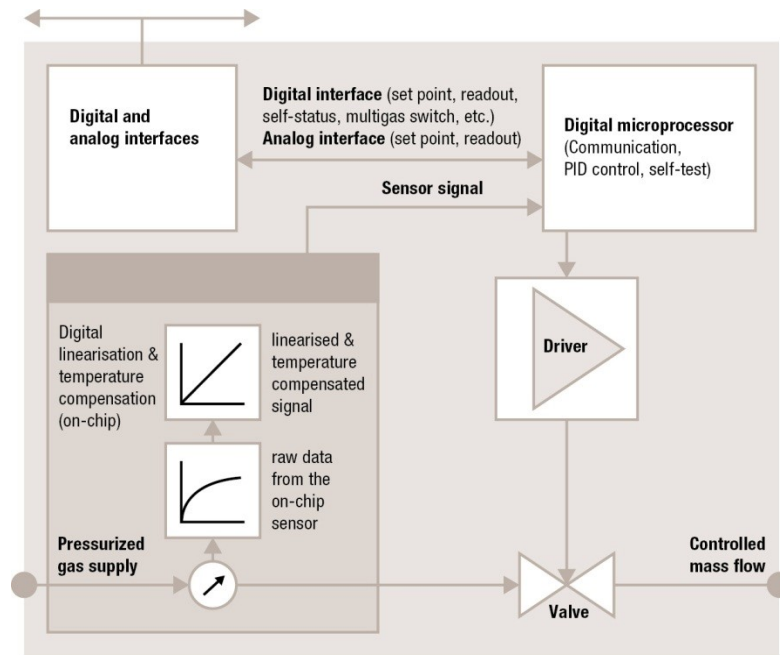 Digital and
analog interfaces
Digital interface (set point, readout,
self-status, multigas switch, etc.)
Analog interface (set point, readout)
Digital microprocessor
(Communication,
PID control, self-test)
Sensor signal
Digital
linearisation &
temperature
compensation
(on-chip)
linearised &
temperature
compensated
signal
raw data
from the
on-chip
sensor
Driver
Pressurized
gas supply
Valve
Controlled
mass flow